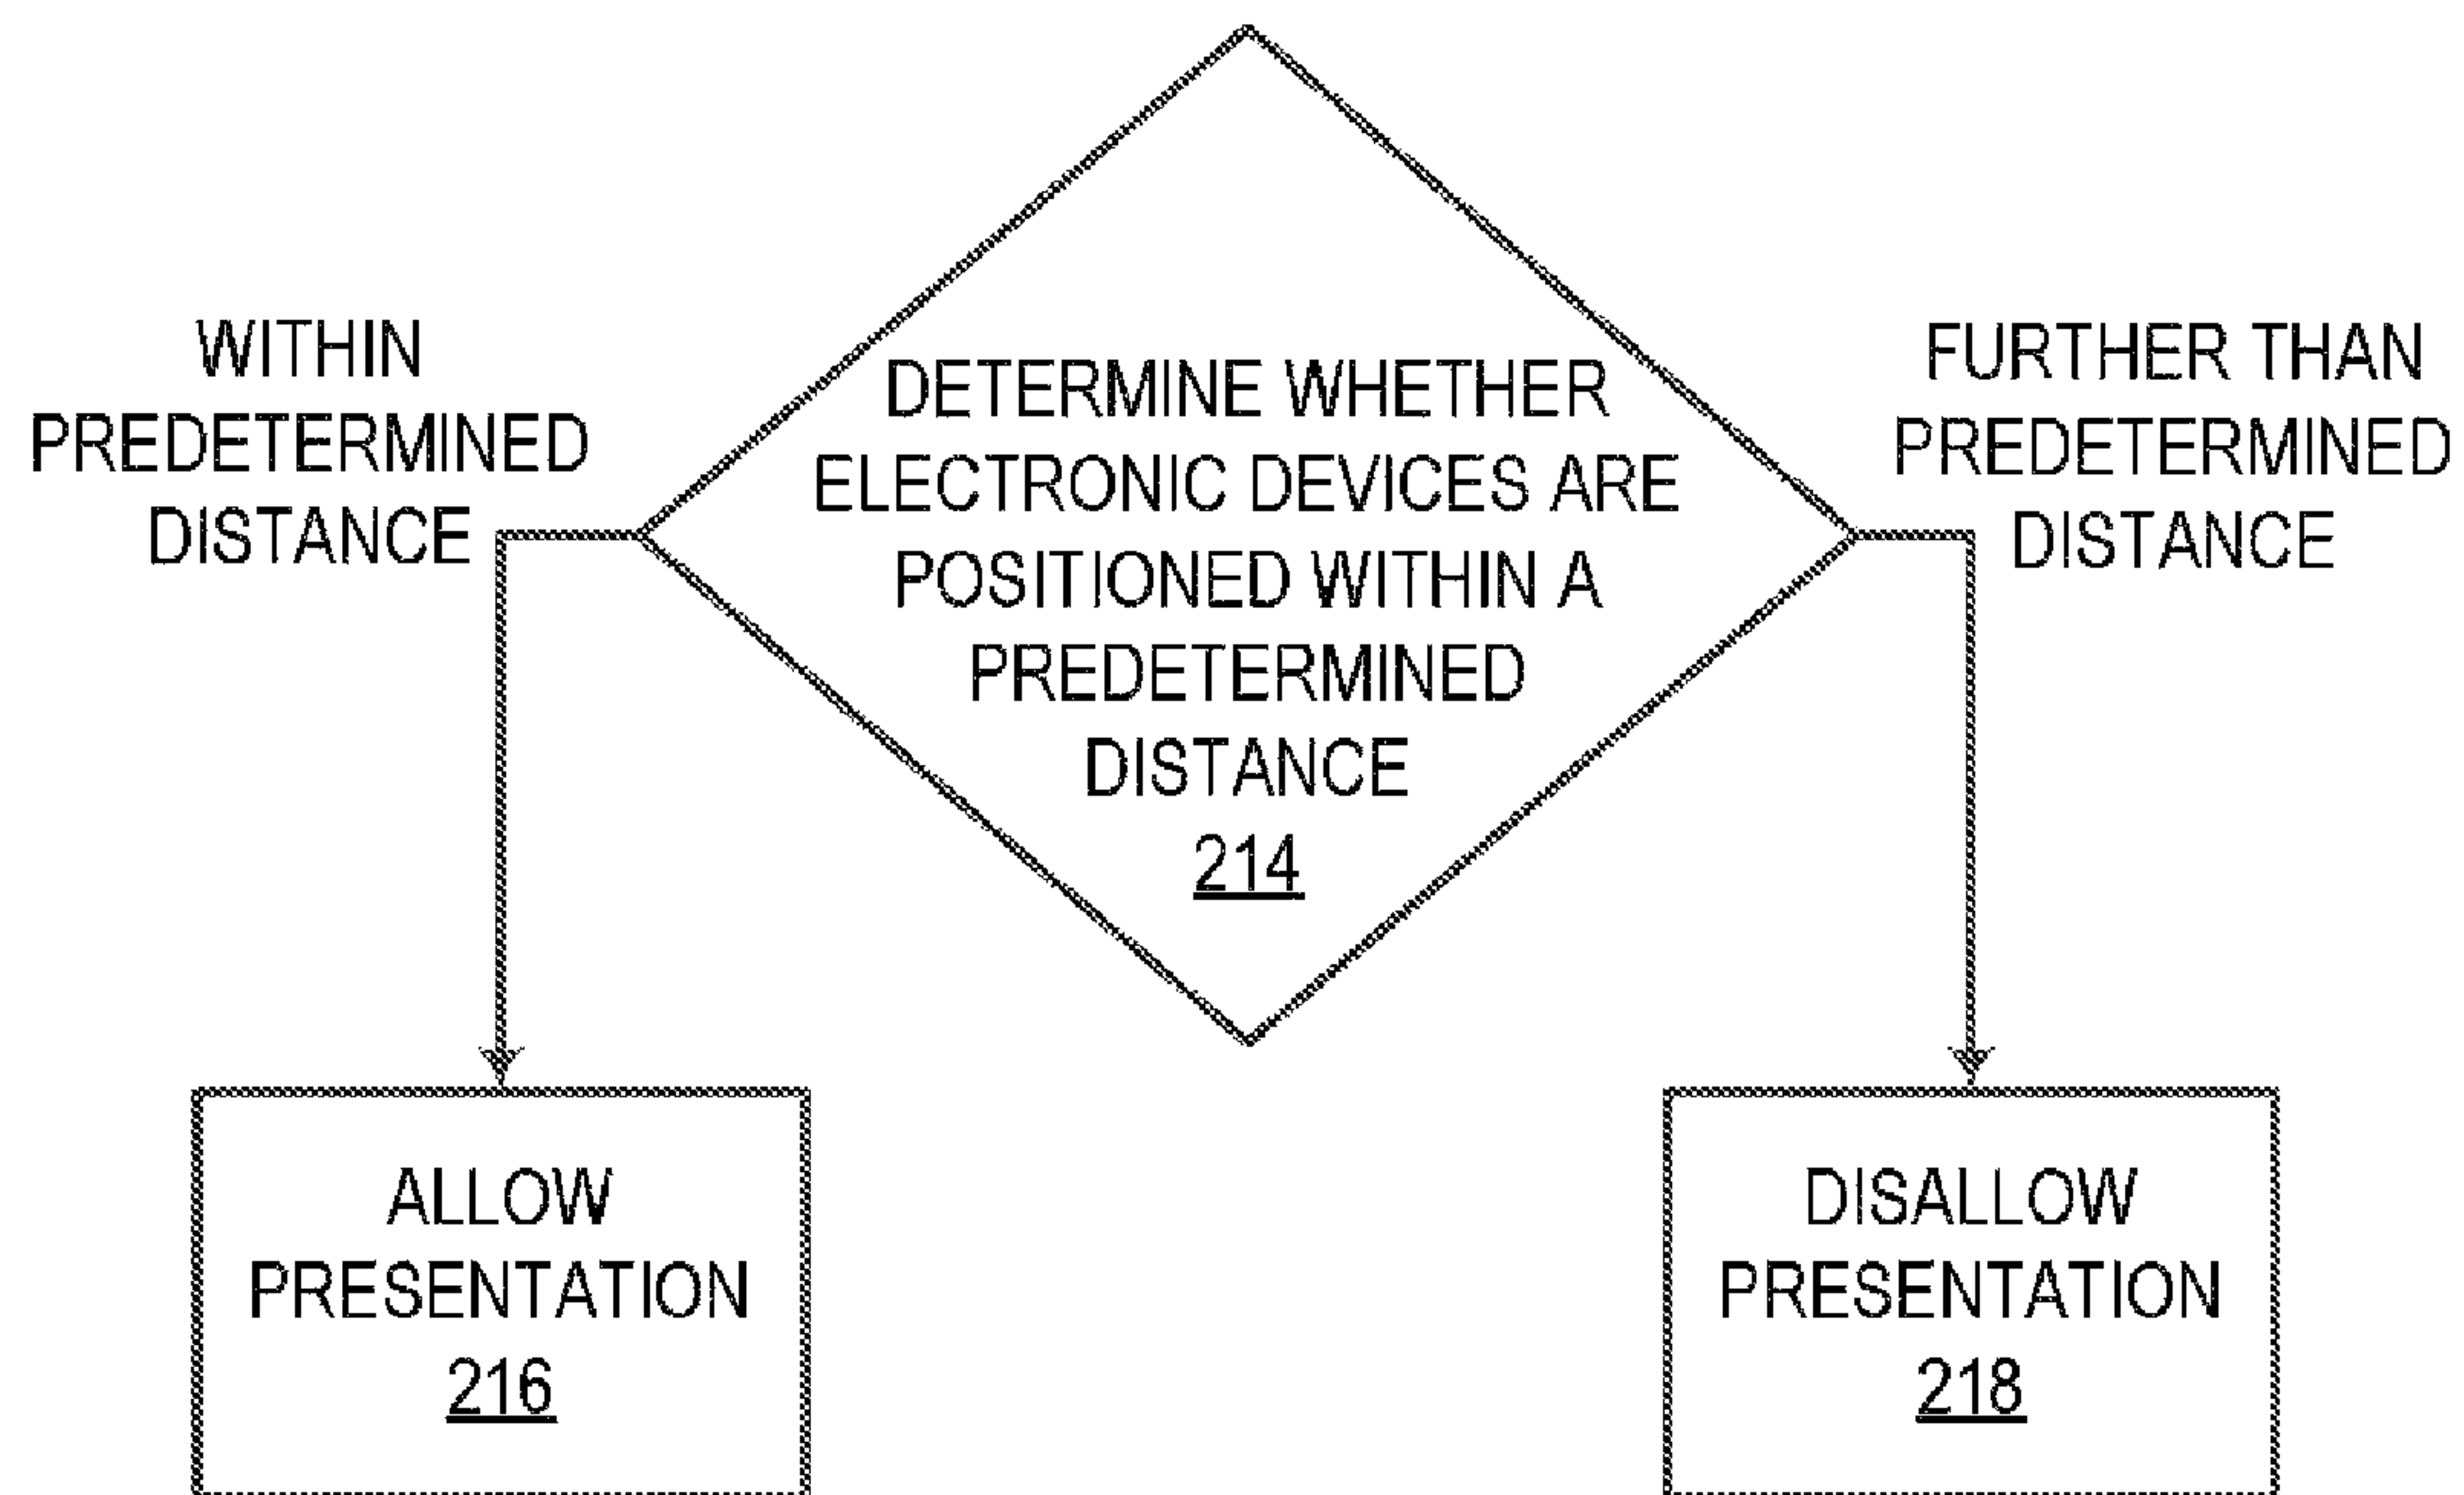 WITHIN
PREDETERMINED
DISTANCE
DETERMINE WHETHER
ELECTRONIC DEVICES ARE
POSITIONED WITHIN A
PREDETERMINED
DISTANCE
214
FURTHER THAN
PREDETERMINED
DISTANCE
ALLOW
PRESENTATION
216
DISALLOW
PRESENTATION
218